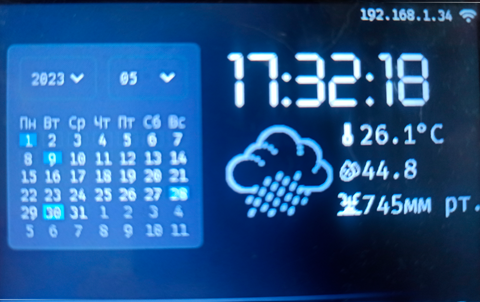 192.168.1.34
2023 05
17:32:18
Пн Вт Ср Чт Пт Сб Вс
1 2 3 4 5 6 7
8 9 10 11 12 13 14
15 16 17 18 19 20 21
22 23 24 25 26 27 28
29 30 31 1 2 3 4
5 6 7 8 9 10 11
26.1°C
44.8
745мм рт.